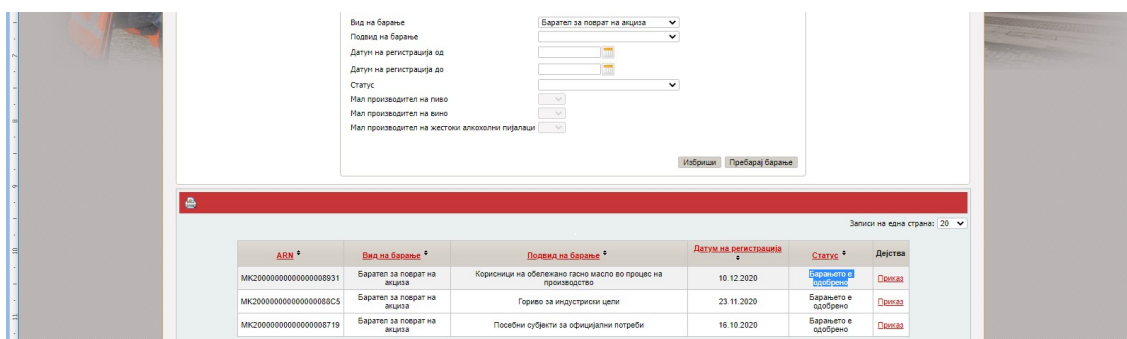 Вид на барање Барател за поврат на акциза
Подвид на барање
Датум на регистрација од
Датум на регистрација до
Статус
Мал производител на пиво
Мал производител на вино
Мал производител на жестоки алкохолни пијалаци
Избриши Пребарај барање
Записи на една страна: 20
ARN Вид на барање Подвид на барање Датум на регистрација Статус Дејства
MK20000000000000008931 Барател за поврат на акциза Корисници на обележано гасно масло во процес на производство 10.12.2020 Барањето е одобрено Приказ
MK200000000000000088C5 Барател за поврат на акциза Гориво за индустриски цели 23.11.2020 Барањето е одобрено Приказ
MK20000000000000008719 Барател за поврат на акциза Посебни субјекти за официјални потреби 16.10.2020 Барањето е одобрено Приказ